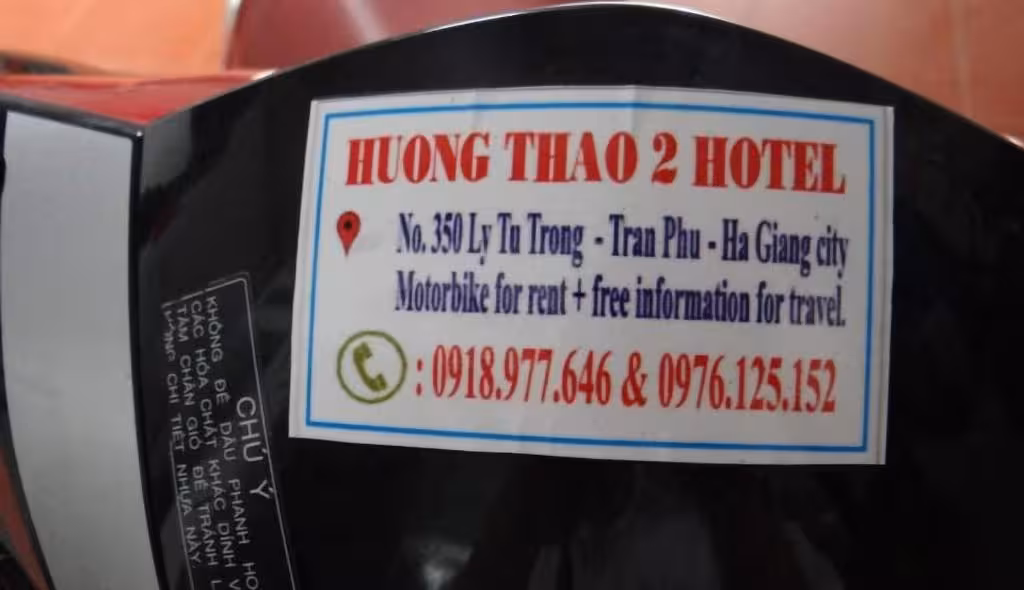 HUONG THAO 2 HOTEL
No. 350 Ly Tu Trong - Tran Phu - Ha Giang city
Motorbike for rent + free information for travel.
: 0918.977.646 & 0976.125.152
CHÚ Ý
KHÔNG ĐỂ DẦU PHANH
CÁC HÓA CHẤT KHÁC DÍNH
TẤM CHẮN GIÓ ĐỂ TRÁNH
CHI TIẾT NHỰA NÀY.